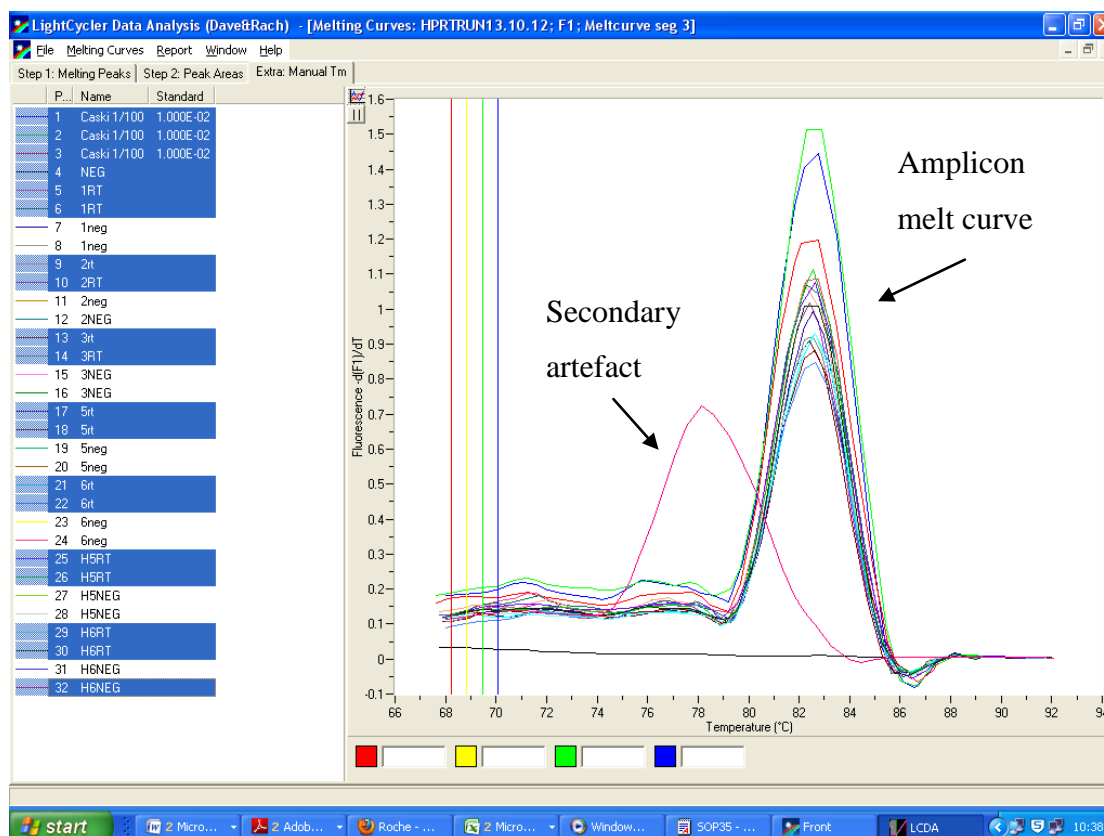 LightCycler Data Analysis (Dave&Rach) - [Melting Curves: HPRTRUN13.10.12; F1; Meltcurve seg 3]
File Melting Curves Report Window Help
Step 1: Melting Peaks Step 2: Peak Areas Extra: Manual Tm
P... Name Standard
1 Caski 1/100 1.000E-02
2 Caski 1/100 1.000E-02
3 Caski 1/100 1.000E-02
4 NEG
5 1RT
6 1RT
7 1neg
8 1neg
9 2rt
10 2RT
11 2neg
12 2NEG
13 3rt
14 3RT
15 3NEG
16 3NEG
17 5rt
18 5rt
19 5neg
20 5neg
21 6rt
22 6rt
23 6neg
24 6neg
25 H5RT
26 H5RT
27 H5NEG
28 H5NEG
29 H6RT
30 H6RT
31 H6NEG
32 H6NEG
Fluorescence -d(F1)/dT
1.6
1.5
1.4
1.3
1.2
1.1
1
0.9
0.8
0.7
0.6
0.5
0.4
0.3
0.2
0.1
0
-0.1
Amplicon
melt curve
Secondary
artefact
66 68 70 72 74 76 78 80 82 84 86 88 90 92 94
Temperature (°C)
start 2 Micro... 2 Adob... Roche - ... 2 Micro... Window... SOP35 - ... Front LCDA 10:38